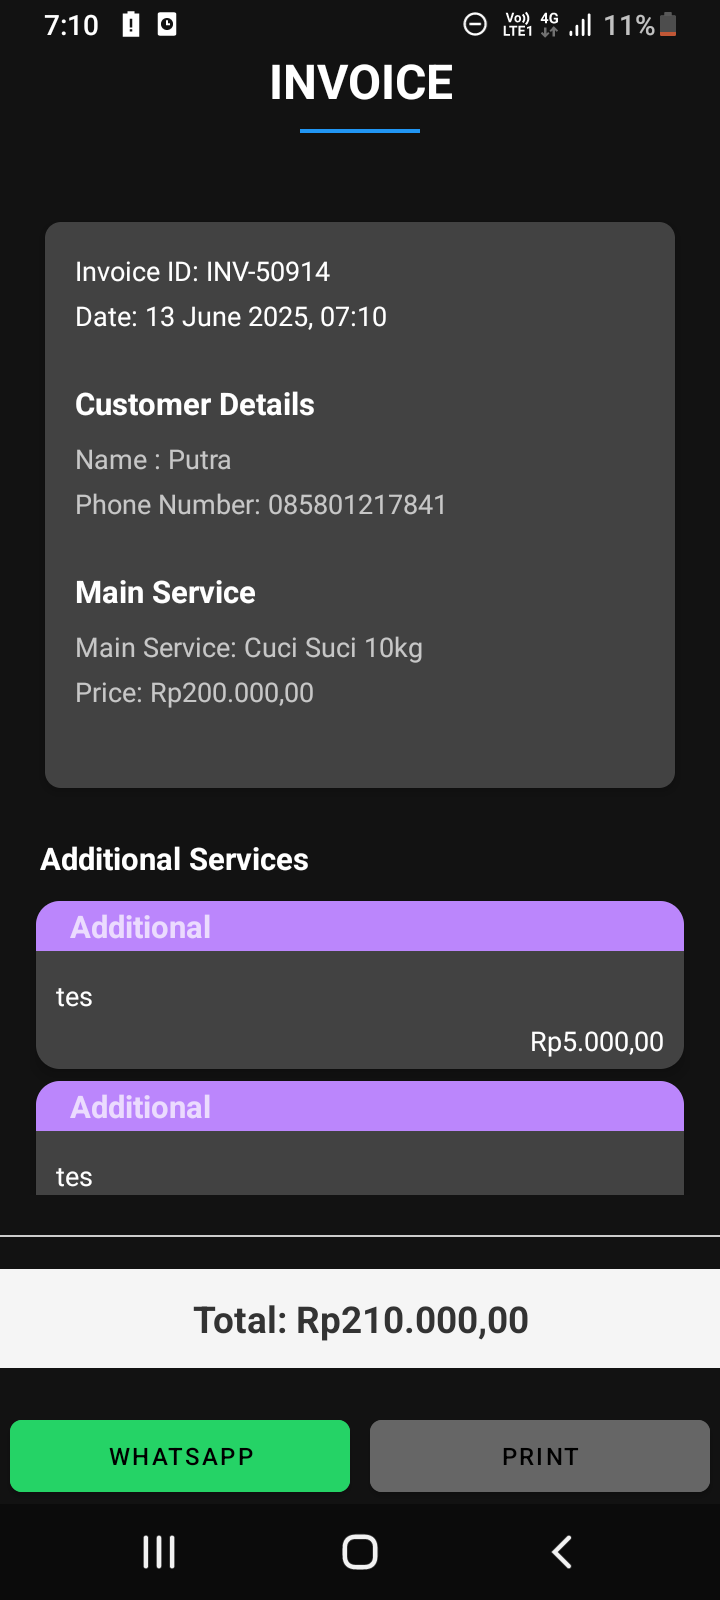 7:10
Vo)) 4G
LTE1
11%
INVOICE
Invoice ID: INV-50914
Date: 13 June 2025, 07:10
Customer Details
Name : Putra
Phone Number: 085801217841
Main Service
Main Service: Cuci Suci 10kg
Price: Rp200.000,00
Additional Services
Additional
tes
Rp5.000,00
Additional
tes
Total: Rp210.000,00
WHATSAPP
PRINT